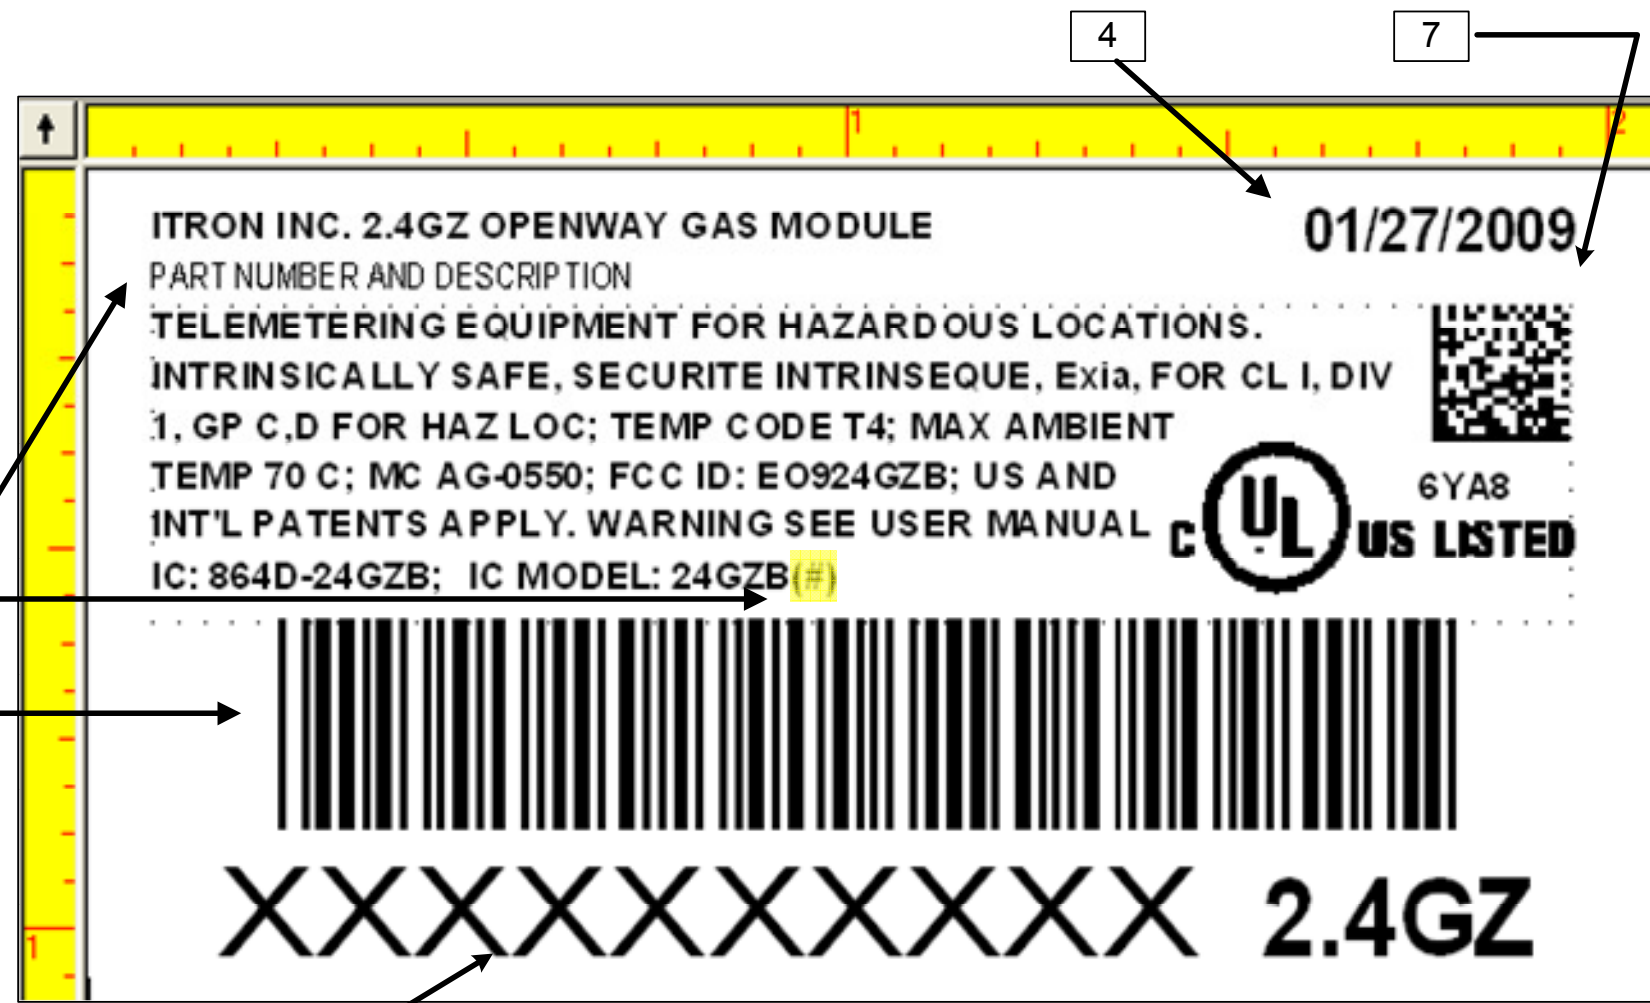 4
7
1
2
ITRON INC. 2.4GZ OPENWAY GAS MODULE
01/27/2009
PART NUMBER AND DESCRIPTION
TELEMETERING EQUIPMENT FOR HAZARDOUS LOCATIONS.
INTRINSICALLY SAFE, SECURITE INTRINSEQUE, Exia, FOR CL I, DIV
1, GP C,D FOR HAZ LOC; TEMP CODE T4; MAX AMBIENT
TEMP 70 C; MC AG-0550; FCC ID: EO924GZB; US AND
INT'L PATENTS APPLY. WARNING SEE USER MANUAL
IC: 864D-24GZB; IC MODEL: 24GZB(#)
6YA8
C UL US LISTED
XXXXXXXXXX 2.4GZ
1